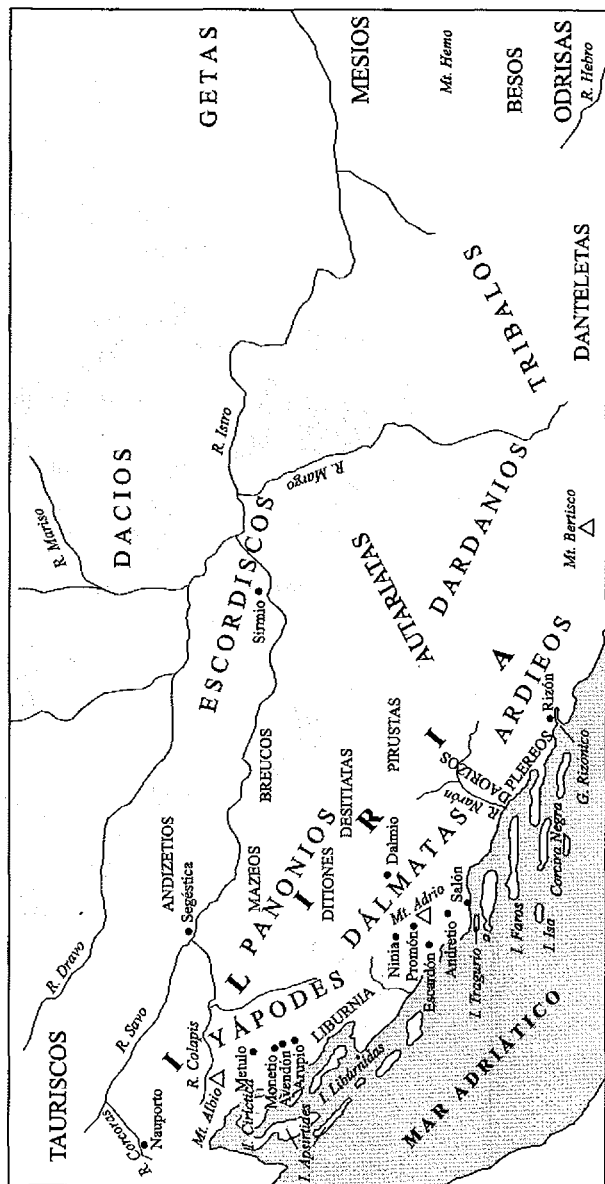 TAURISCOS
R. Corcoras
Nauporto
R. Savo
R. Dravo
R. Colapis
Mt. Albio
ANDIZETIOS
Segéstica
ILIRIA
YÁPODES
Metulo
Monetio
Avendón
Arupio
I. Apsírtides
LIBURNIA
I. Libúrnidas
PANONIOS
MAZEOS
DITIONES
DESITIATAS
BREUCOS
PIRUSTAS
DÁLMATAS
Ninia
Promón
Escardón
Mt. Adrio
Dalmio
Andretio
Salón
I. Tragurio
I. Faros
I. Isa
Corcira Negra
MAR ADRIÁTICO
R. Narón
DAORIZOS
PLEREOS
ARDIEOS
Rizón
G. Rizonico
ESCORDISCOS
Sirmio
DACIOS
R. Mariso
R. Istro
R. Margo
AUTARIATAS
DARDANIOS
Mt. Bertisco
TRIBALOS
DANTELETAS
GETAS
MESIOS
Mt. Hemo
BESOS
ODRISAS
R. Hebro